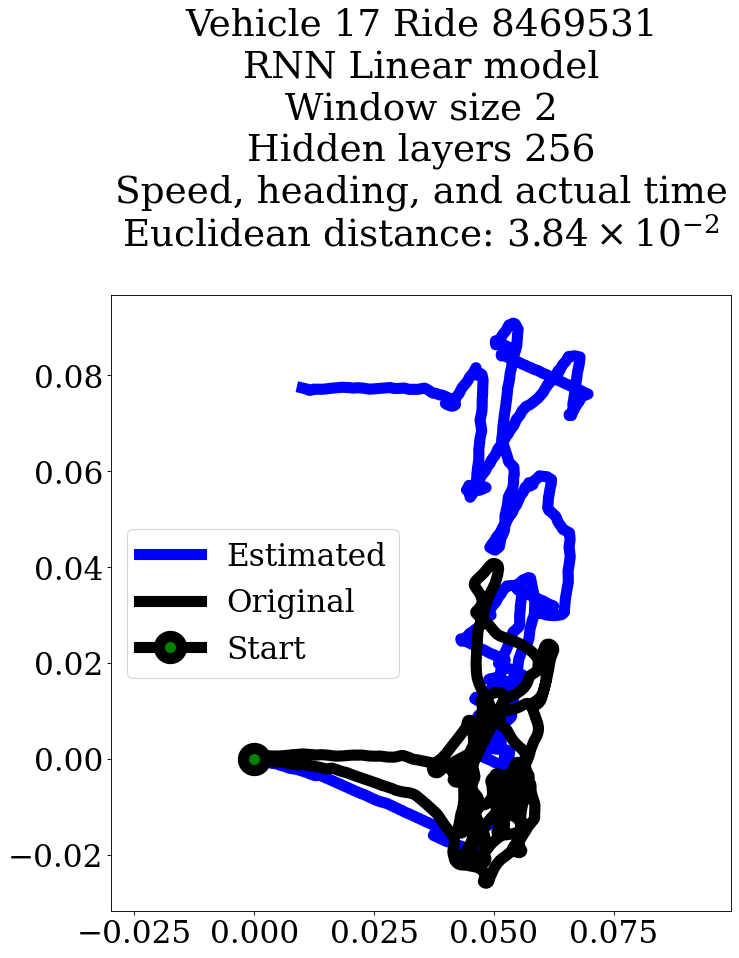 Vehicle 17 Ride 8469531
RNN Linear model
Window size 2
Hidden layers 256
Speed, heading, and actual time
Euclidean distance: 3.84 × 10⁻²
0.08
0.06
0.04
0.02
0.00
−0.02
Estimated
Original
Start
−0.025 0.000 0.025 0.050 0.075